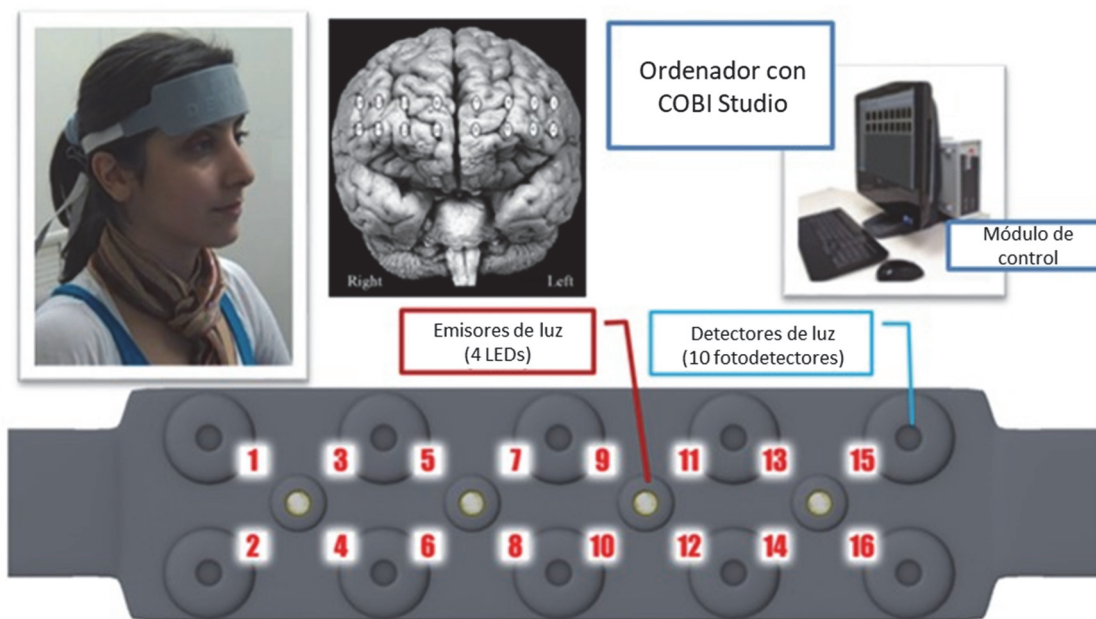 Ordenador con
COBI Studio
Módulo de
control
Right
Left
Emisores de luz
(4 LEDs)
Detectores de luz
(10 fotodetectores)
1 3 5 7 9 11 13 15
2 4 6 8 10 12 14 16